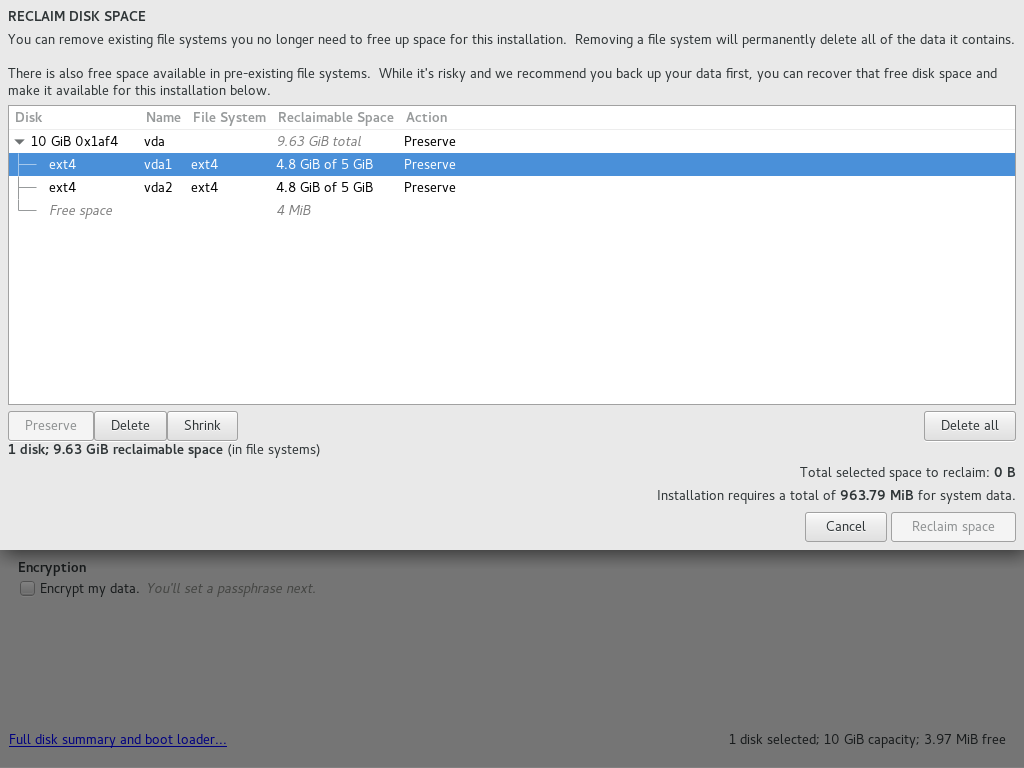 RECLAIM DISK SPACE
You can remove existing file systems you no longer need to free up space for this installation.  Removing a file system will permanently delete all of the data it contains.
There is also free space available in pre-existing file systems.  While it's risky and we recommend you back up your data first, you can recover that free disk space and
make it available for this installation below.
Disk Name File System Reclaimable Space Action
10 GiB 0x1af4 vda 9.63 GiB total Preserve
ext4 vda1 ext4 4.8 GiB of 5 GiB Preserve
ext4 vda2 ext4 4.8 GiB of 5 GiB Preserve
Free space 4 MiB
Preserve Delete Shrink Delete all
1 disk; 9.63 GiB reclaimable space (in file systems)
Total selected space to reclaim: 0 B
Installation requires a total of 963.79 MiB for system data.
Cancel Reclaim space
Encryption
Encrypt my data. You'll set a passphrase next.
Full disk summary and boot loader... 1 disk selected; 10 GiB capacity; 3.97 MiB free